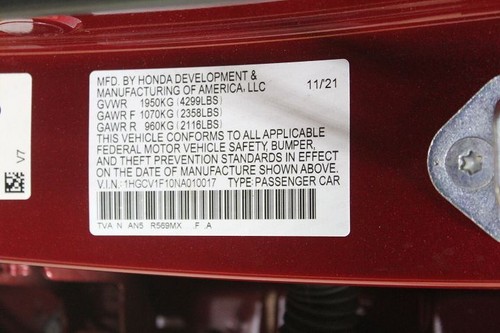 MFD. BY HONDA DEVELOPMENT & 11/21
MANUFACTURING OF AMERICA, LLC
GVWR 1950KG (4299LBS)
GAWR F 1070KG (2358LBS)
GAWR R 960KG (2116LBS)
THIS VEHICLE CONFORMS TO ALL APPLICABLE
FEDERAL MOTOR VEHICLE SAFETY, BUMPER,
AND THEFT PREVENTION STANDARDS IN EFFECT
ON THE DATE OF MANUFACTURE SHOWN ABOVE.
V.I.N.: 1HGCV1F10NA010017 TYPE: PASSENGER CAR
TVA N AN5 R569MX F A
V7